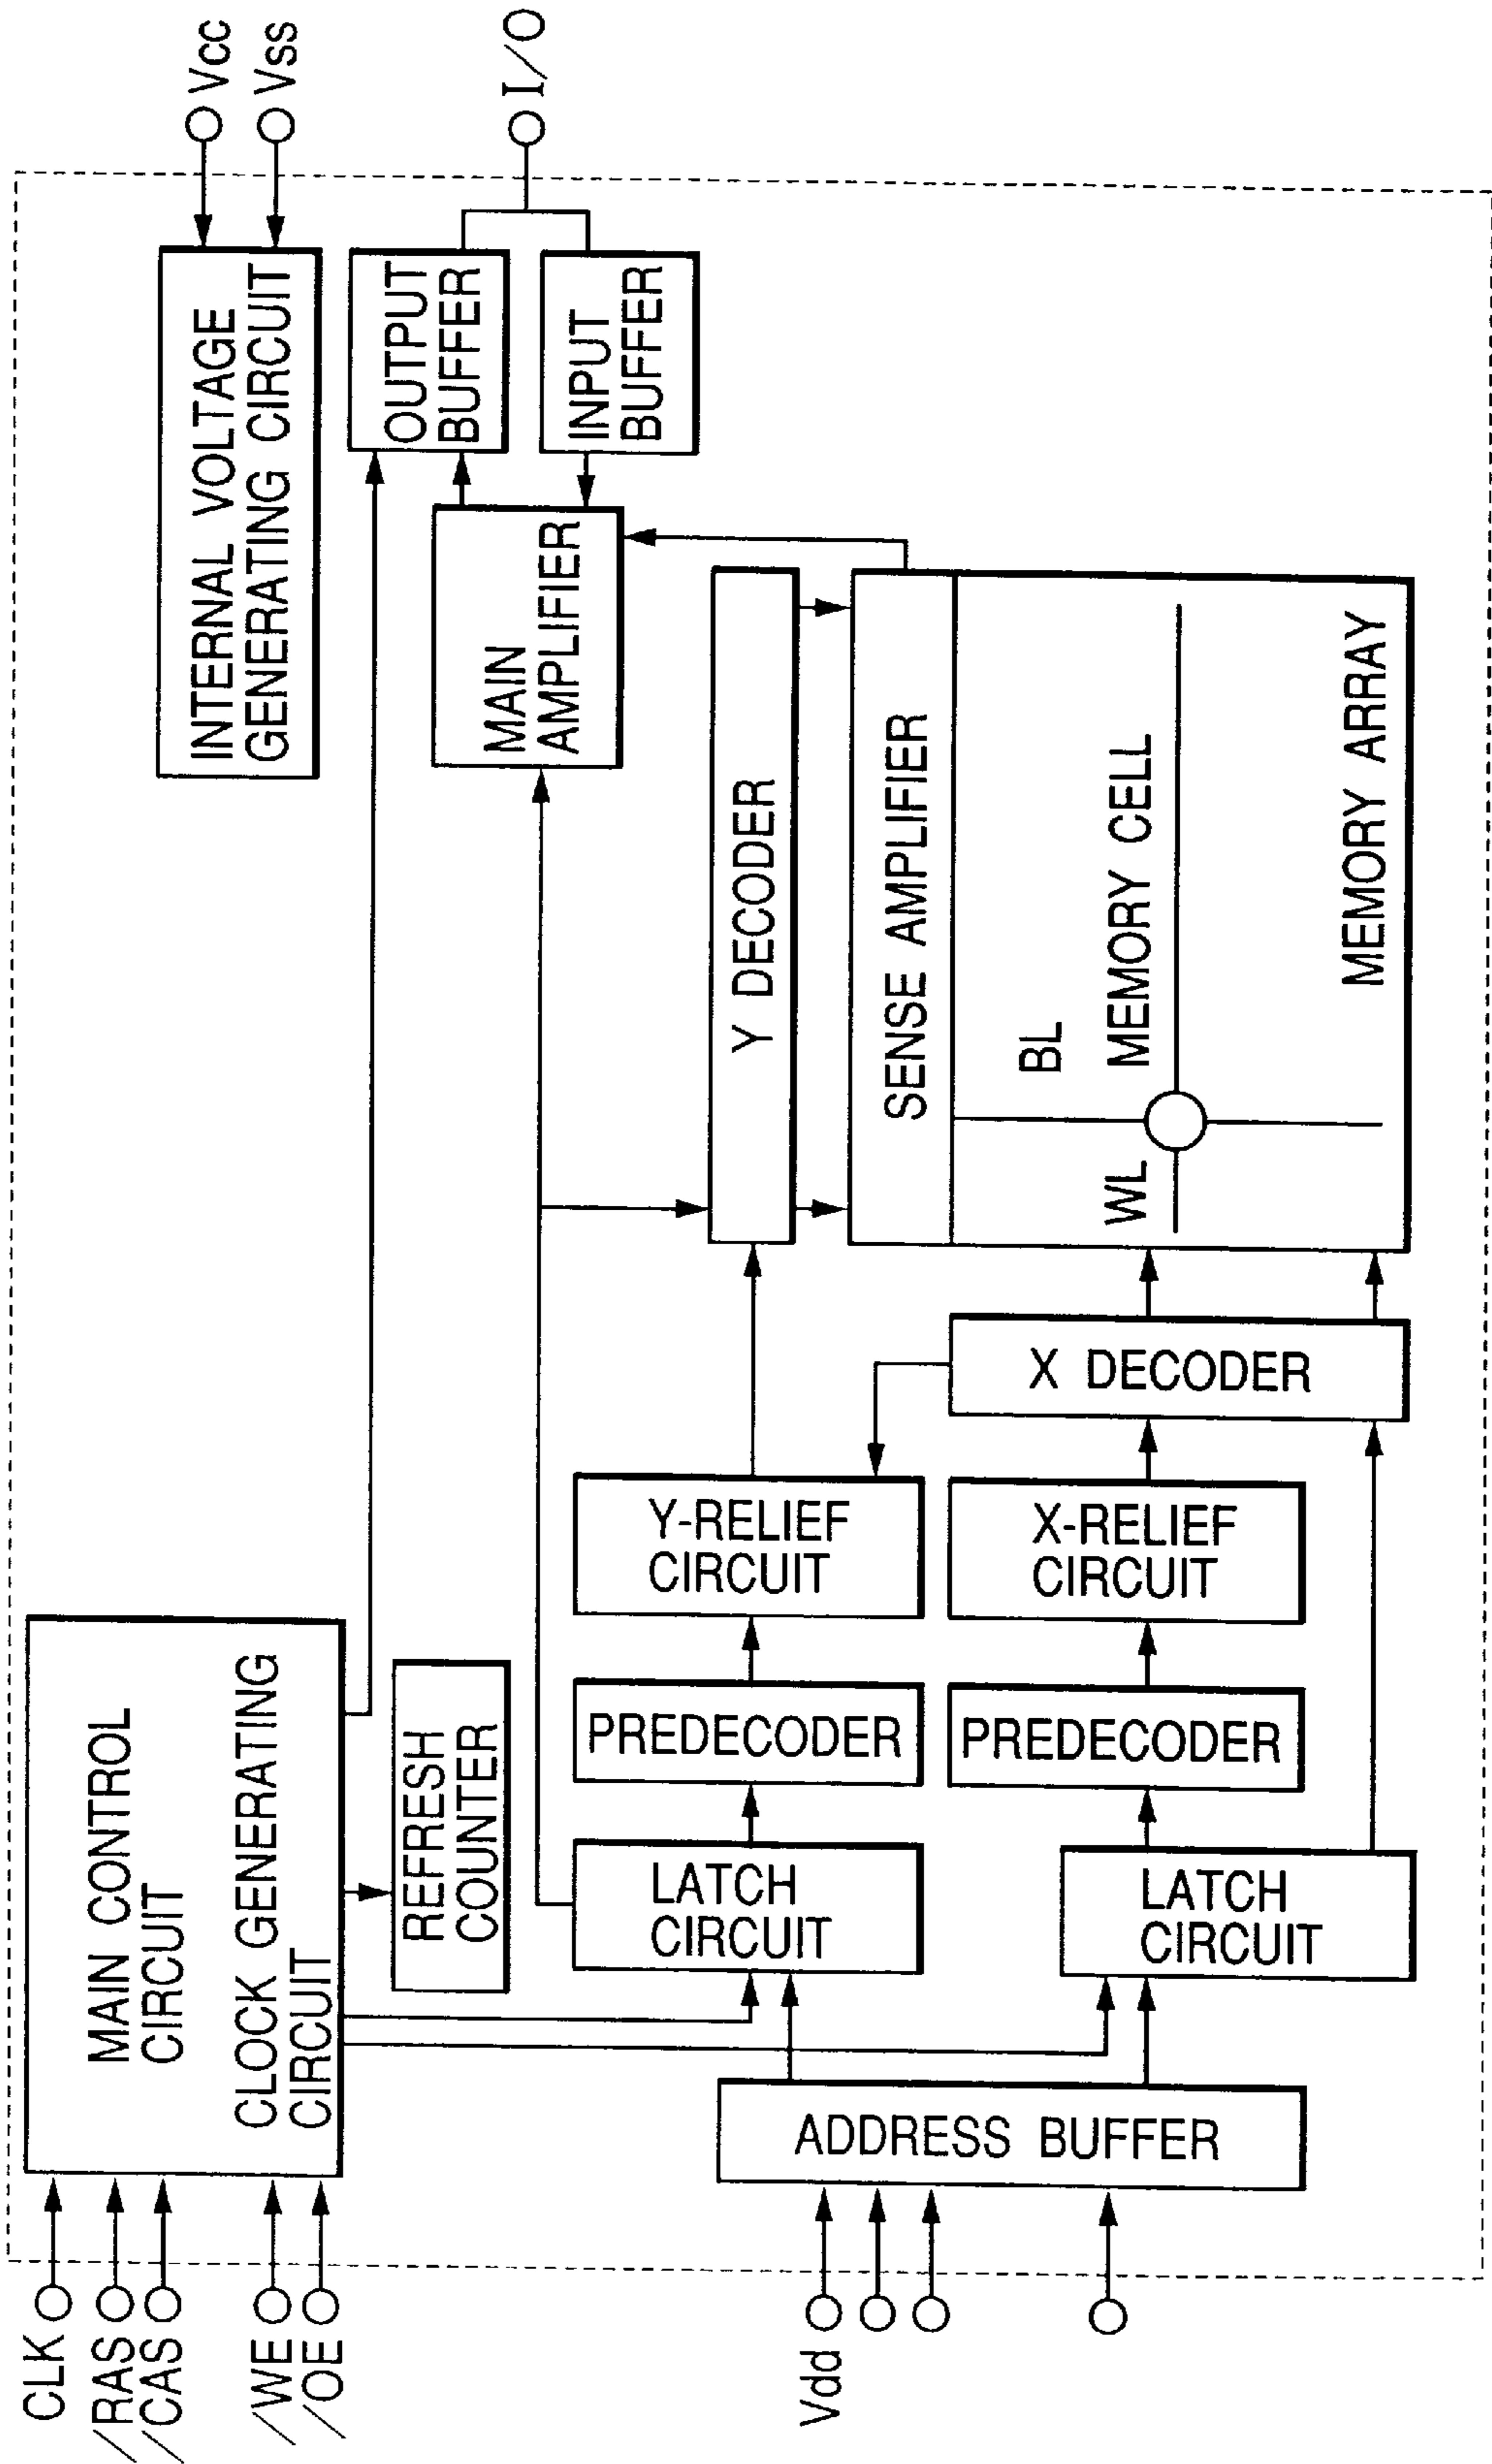 CLK
/RAS
/CAS
/WE
/OE
MAIN CONTROL
CIRCUIT
CLOCK GENERATING
CIRCUIT
REFRESH
COUNTER
INTERNAL VOLTAGE
GENERATING CIRCUIT
Vcc
Vss
OUTPUT
BUFFER
INPUT
BUFFER
I/O
MAIN
AMPLIFIER
LATCH
CIRCUIT
PREDECODER
Y-RELIEF
CIRCUIT
Y DECODER
SENSE AMPLIFIER
Vdd
ADDRESS BUFFER
LATCH
CIRCUIT
PREDECODER
X-RELIEF
CIRCUIT
X DECODER
BL
WL
MEMORY CELL
MEMORY ARRAY